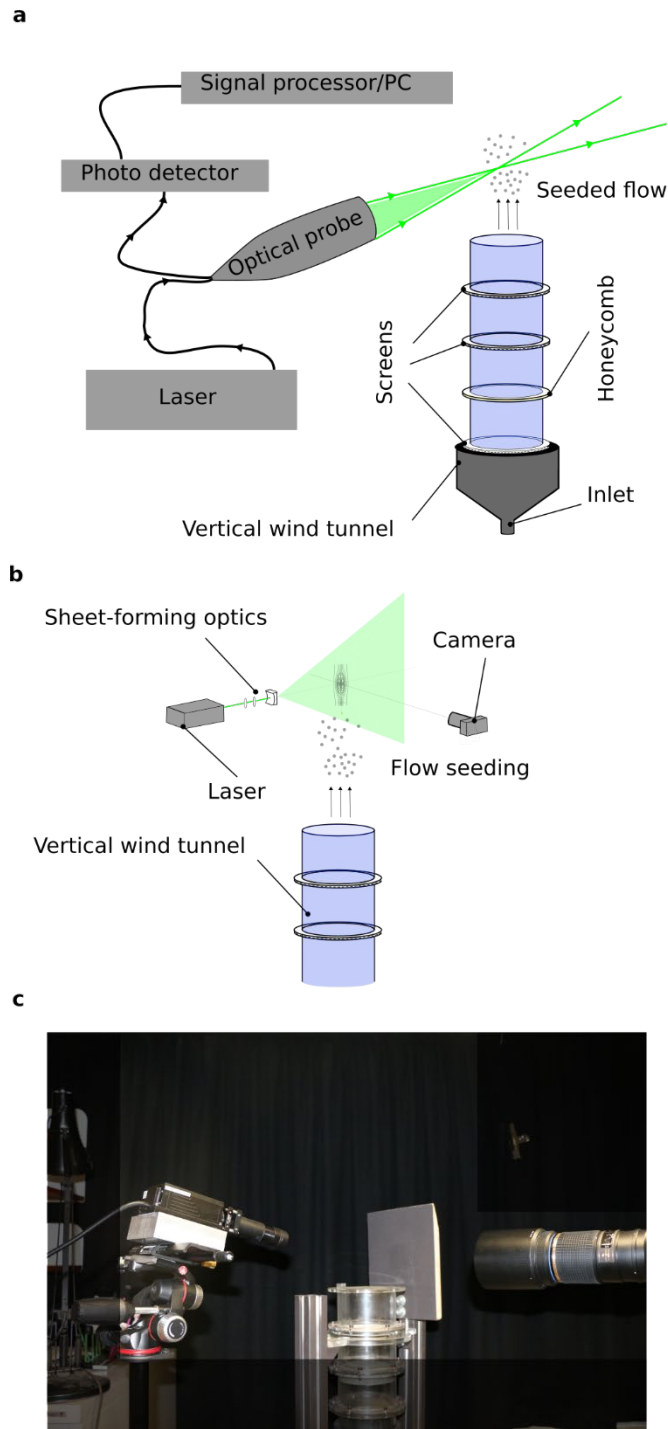 a
Signal processor/PC
Photo detector
Optical probe
Seeded flow
Laser
Screens
Honeycomb
Vertical wind tunnel
Inlet
b
Sheet-forming optics
Camera
Laser
Flow seeding
Vertical wind tunnel
c